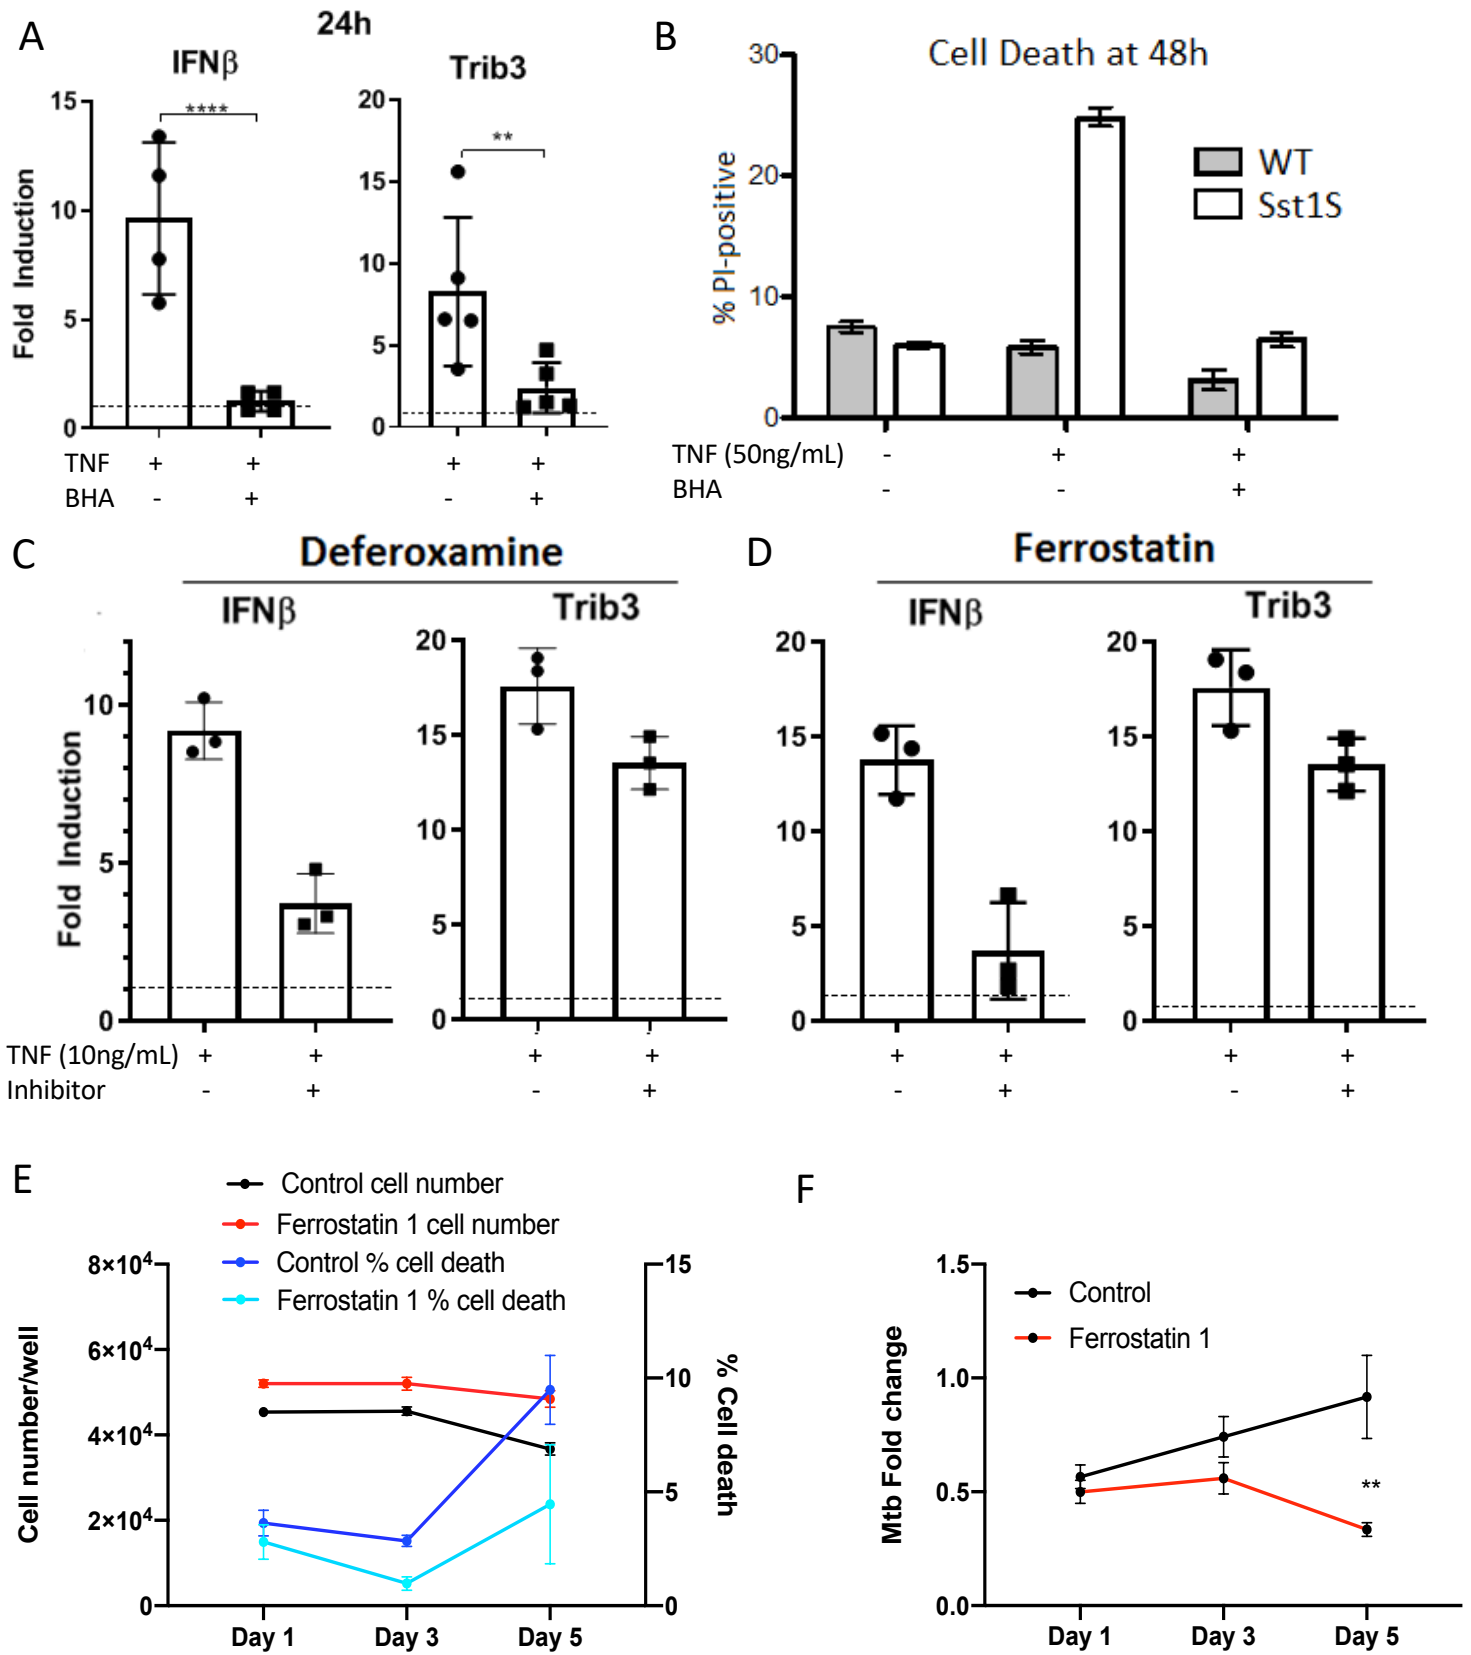 A
24h
IFNβ
Trib3
15
10
5
0
Fold Induction
****
20
15
10
5
0
**
TNF + + + +
BHA - + - +
B
Cell Death at 48h
30
20
10
0
% PI-positive
WT
Sst1S
TNF (50ng/mL) - + +
BHA - - +
C
Deferoxamine
IFNβ
Trib3
10
5
0
Fold Induction
20
15
10
5
0
D
Ferrostatin
IFNβ
Trib3
20
15
10
5
0
20
15
10
5
0
TNF (10ng/mL) + + + + + + + +
Inhibitor - + - + - + - +
E
Control cell number
Ferrostatin 1 cell number
Control % cell death
Ferrostatin 1 % cell death
8×10⁴
6×10⁴
4×10⁴
2×10⁴
0
Cell number/well
15
10
5
0
% Cell death
Day 1 Day 3 Day 5
F
1.5
1.0
0.5
0.0
Mtb Fold change
Control
Ferrostatin 1
**
Day 1 Day 3 Day 5